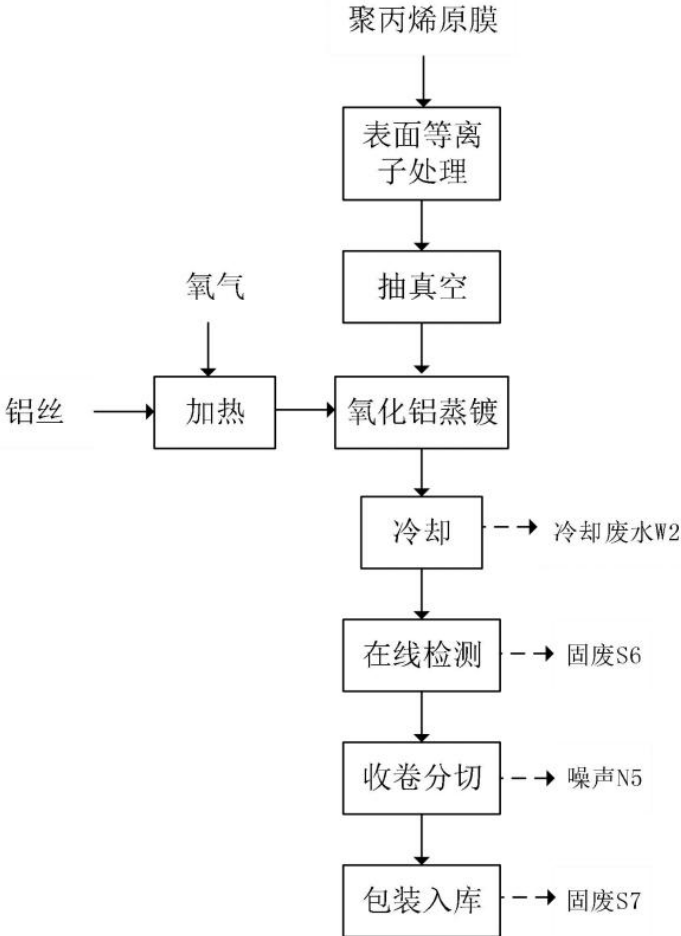 聚丙烯原膜
表面等离
子处理
抽真空
氧气
铝丝
加热
氧化铝蒸镀
冷却
冷却废水W2
在线检测
固废S6
收卷分切
噪声N5
包装入库
固废S7